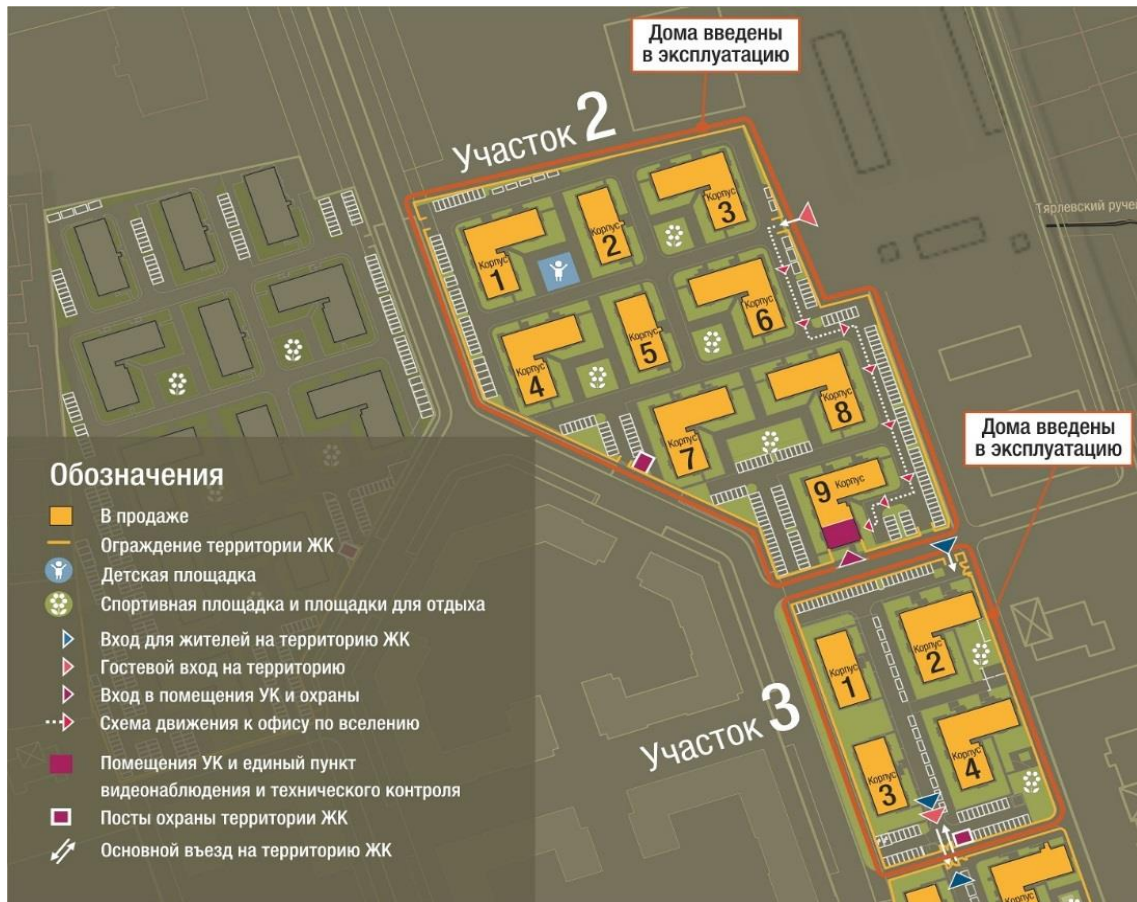 Дома введены
в эксплуатацию
Участок 2
Тярлевский ручей
Корпус
1
Корпус
2
Корпус
3
Корпус
4
Корпус
5
Корпус
6
Корпус
7
Корпус
8
9
Корпус
Дома введены
в эксплуатацию
Участок 3
Корпус
1
Корпус
2
Корпус
3
Корпус
4
Обозначения
В продаже
Ограждение территории ЖК
Детская площадка
Спортивная площадка и площадки для отдыха
Вход для жителей на территорию ЖК
Гостевой вход на территорию
Вход в помещения УК и охраны
Схема движения к офису по вселению
Помещения УК и единый пункт
видеонаблюдения и технического контроля
Посты охраны территории ЖК
Основной въезд на территорию ЖК